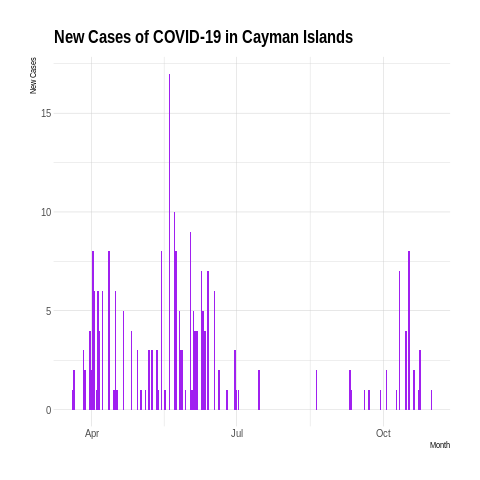 New Cases of COVID-19 in Cayman Islands
New Cases
15
10
5
0
Apr
Jul
Oct
Month